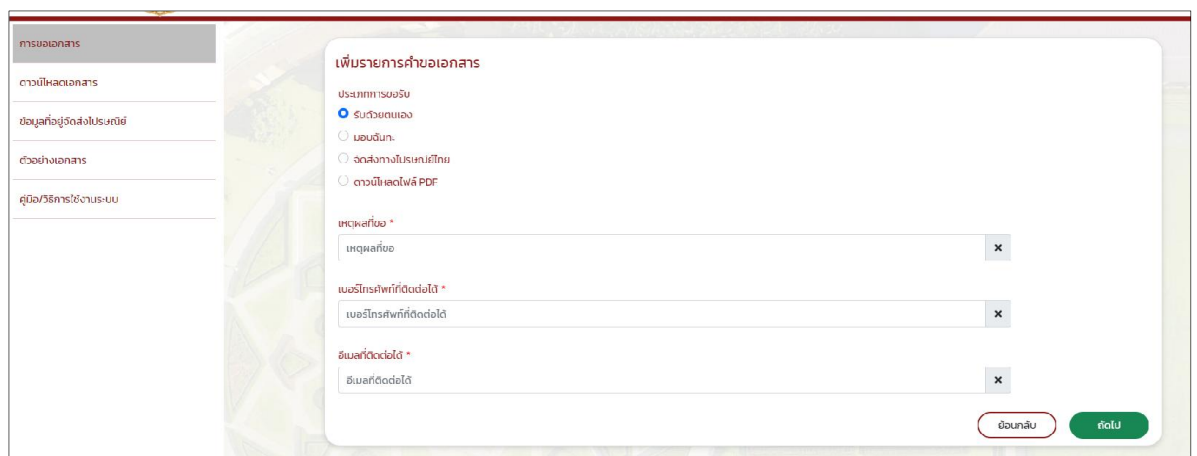 การขอเอกสาร
ดาวน์โหลดเอกสาร
ข้อมูลที่อยู่จัดส่งไปรษณีย์
ตัวอย่างเอกสาร
คู่มือ/วิธีการใช้งานระบบ
เพิ่มรายการคำขอเอกสาร
ประเภทการขอรับ
รับด้วยตนเอง
มอบฉันทะ
จัดส่งทางไปรษณีย์ไทย
ดาวน์โหลดไฟล์ PDF
เหตุผลที่ขอ *
เหตุผลที่ขอ
เบอร์โทรศัพท์ที่ติดต่อได้ *
เบอร์โทรศัพท์ที่ติดต่อได้
อีเมลที่ติดต่อได้ *
อีเมลที่ติดต่อได้
ย้อนกลับ ถัดไป